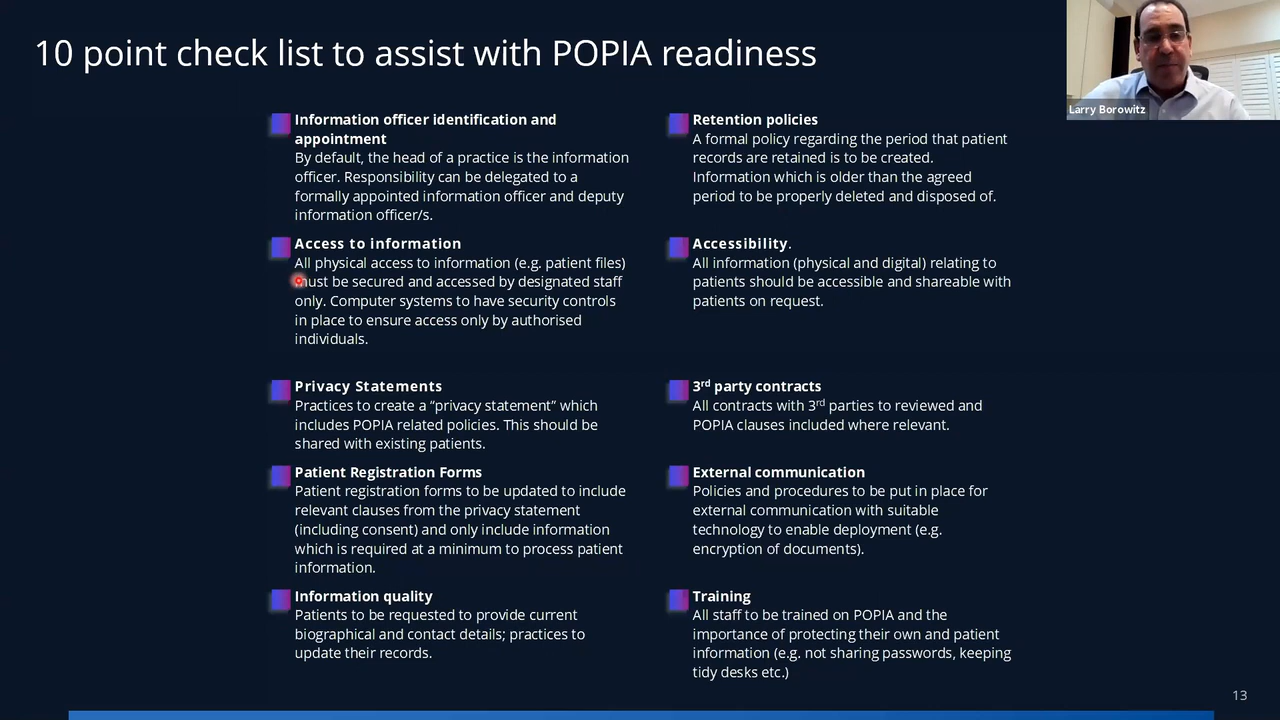 10 point check list to assist with POPIA readiness
Larry Borowitz
Information officer identification and
appointment
By default, the head of a practice is the information
officer. Responsibility can be delegated to a
formally appointed information officer and deputy
information officer/s.
Access to information
All physical access to information (e.g. patient files)
must be secured and accessed by designated staff
only. Computer systems to have security controls
in place to ensure access only by authorised
individuals.
Privacy Statements
Practices to create a “privacy statement” which
includes POPIA related policies. This should be
shared with existing patients.
Patient Registration Forms
Patient registration forms to be updated to include
relevant clauses from the privacy statement
(including consent) and only include information
which is required at a minimum to process patient
information.
Information quality
Patients to be requested to provide current
biographical and contact details; practices to
update their records.
Retention policies
A formal policy regarding the period that patient
records are retained is to be created.
Information which is older than the agreed
period to be properly deleted and disposed of.
Accessibility.
All information (physical and digital) relating to
patients should be accessible and shareable with
patients on request.
3rd party contracts
All contracts with 3rd parties to reviewed and
POPIA clauses included where relevant.
External communication
Policies and procedures to be put in place for
external communication with suitable
technology to enable deployment (e.g.
encryption of documents).
Training
All staff to be trained on POPIA and the
importance of protecting their own and patient
information (e.g. not sharing passwords, keeping
tidy desks etc.)
13